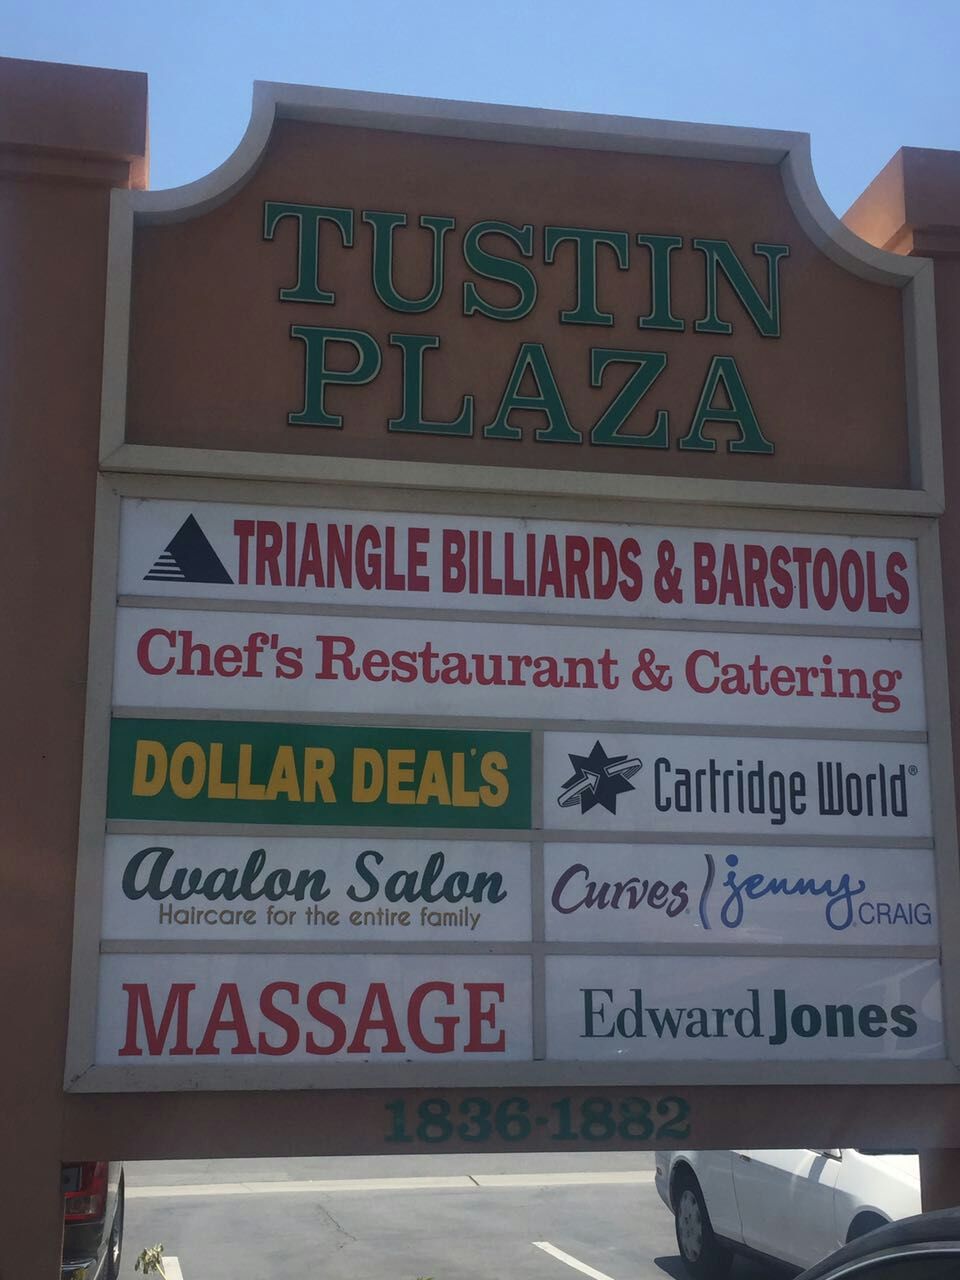 TUSTIN
PLAZA
TRIANGLE BILLIARDS & BARSTOOLS
Chef's Restaurant & Catering
DOLLAR DEAL'S
Cartridge World®
Avalon Salon
Haircare for the entire family
Curves jenny CRAIG
MASSAGE
Edward Jones
1836-1882